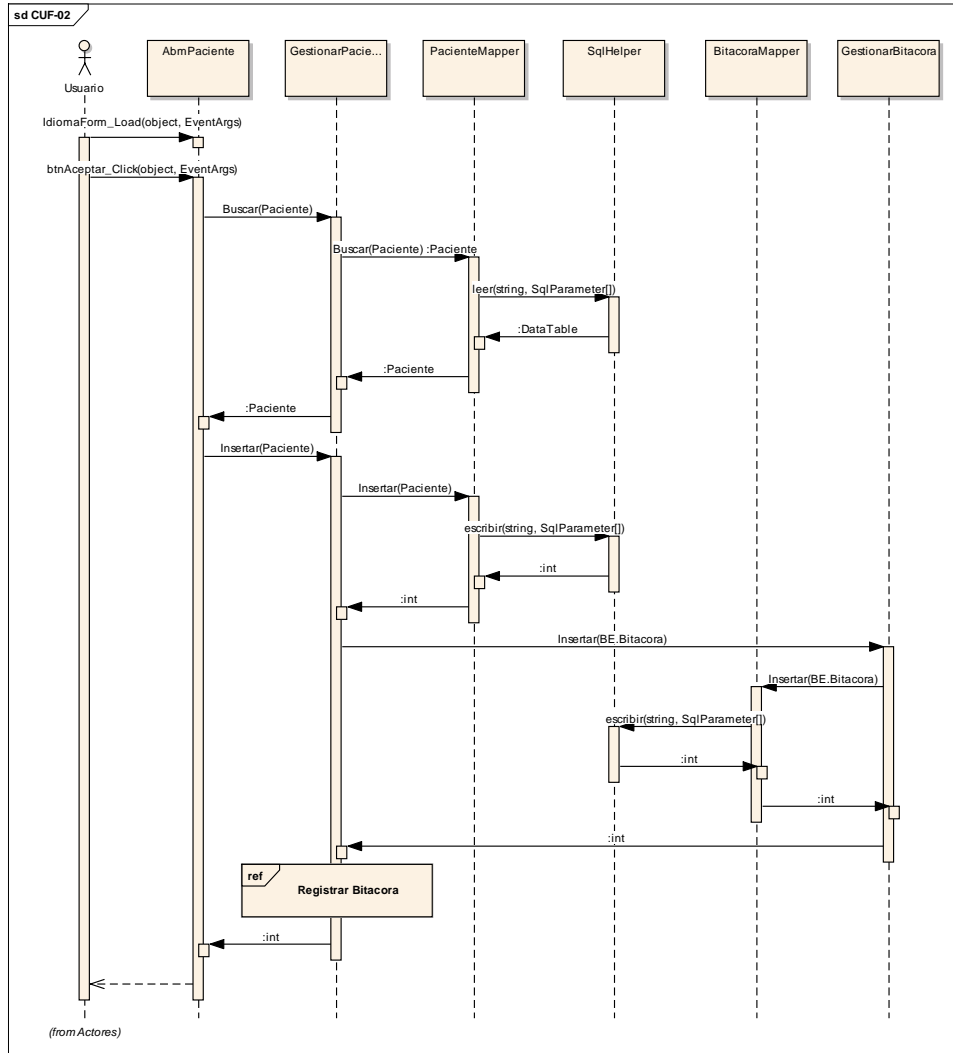 sd CUF-02
Usuario
AbmPaciente
GestionarPacie...
PacienteMapper
SqlHelper
BitacoraMapper
GestionarBitacora
IdiomaForm_Load(object, EventArgs)
btnAceptar_Click(object, EventArgs)
Buscar(Paciente)
Buscar(Paciente) :Paciente
leer(string, SqlParameter[])
:DataTable
:Paciente
:Paciente
Insertar(Paciente)
Insertar(Paciente)
escribir(string, SqlParameter[])
:int
:int
Insertar(BE.Bitacora)
Insertar(BE.Bitacora)
escribir(string, SqlParameter[])
:int
:int
:int
ref
Registrar Bitacora
:int
(from Actores)